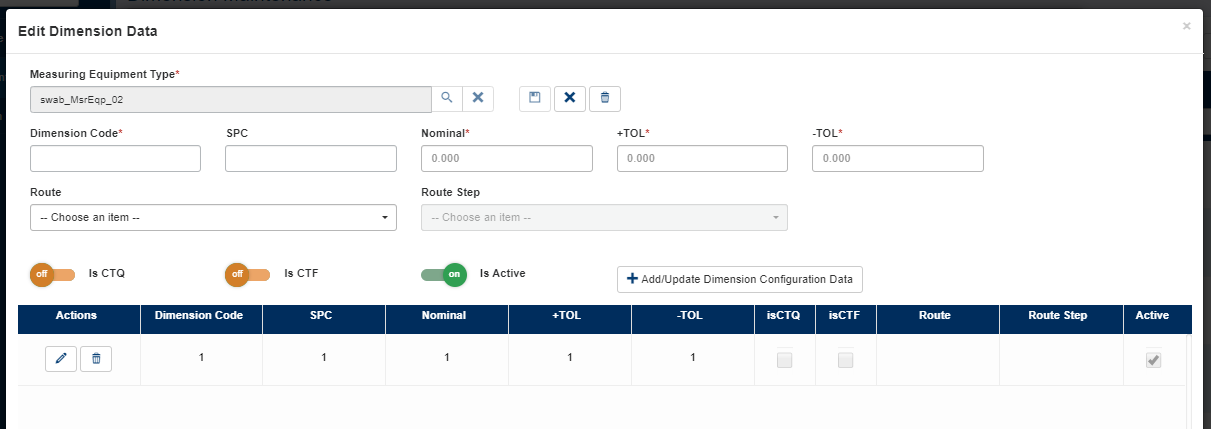 Edit Dimension Data
×
Measuring Equipment Type*
swab_MsrEqp_02
Dimension Code* SPC Nominal* +TOL* -TOL*
0.000 0.000 0.000
Route Route Step
-- Choose an item -- -- Choose an item --
off Is CTQ off Is CTF on Is Active + Add/Update Dimension Configuration Data
Actions Dimension Code SPC Nominal +TOL -TOL isCTQ isCTF Route Route Step Active
1 1 1 1 1